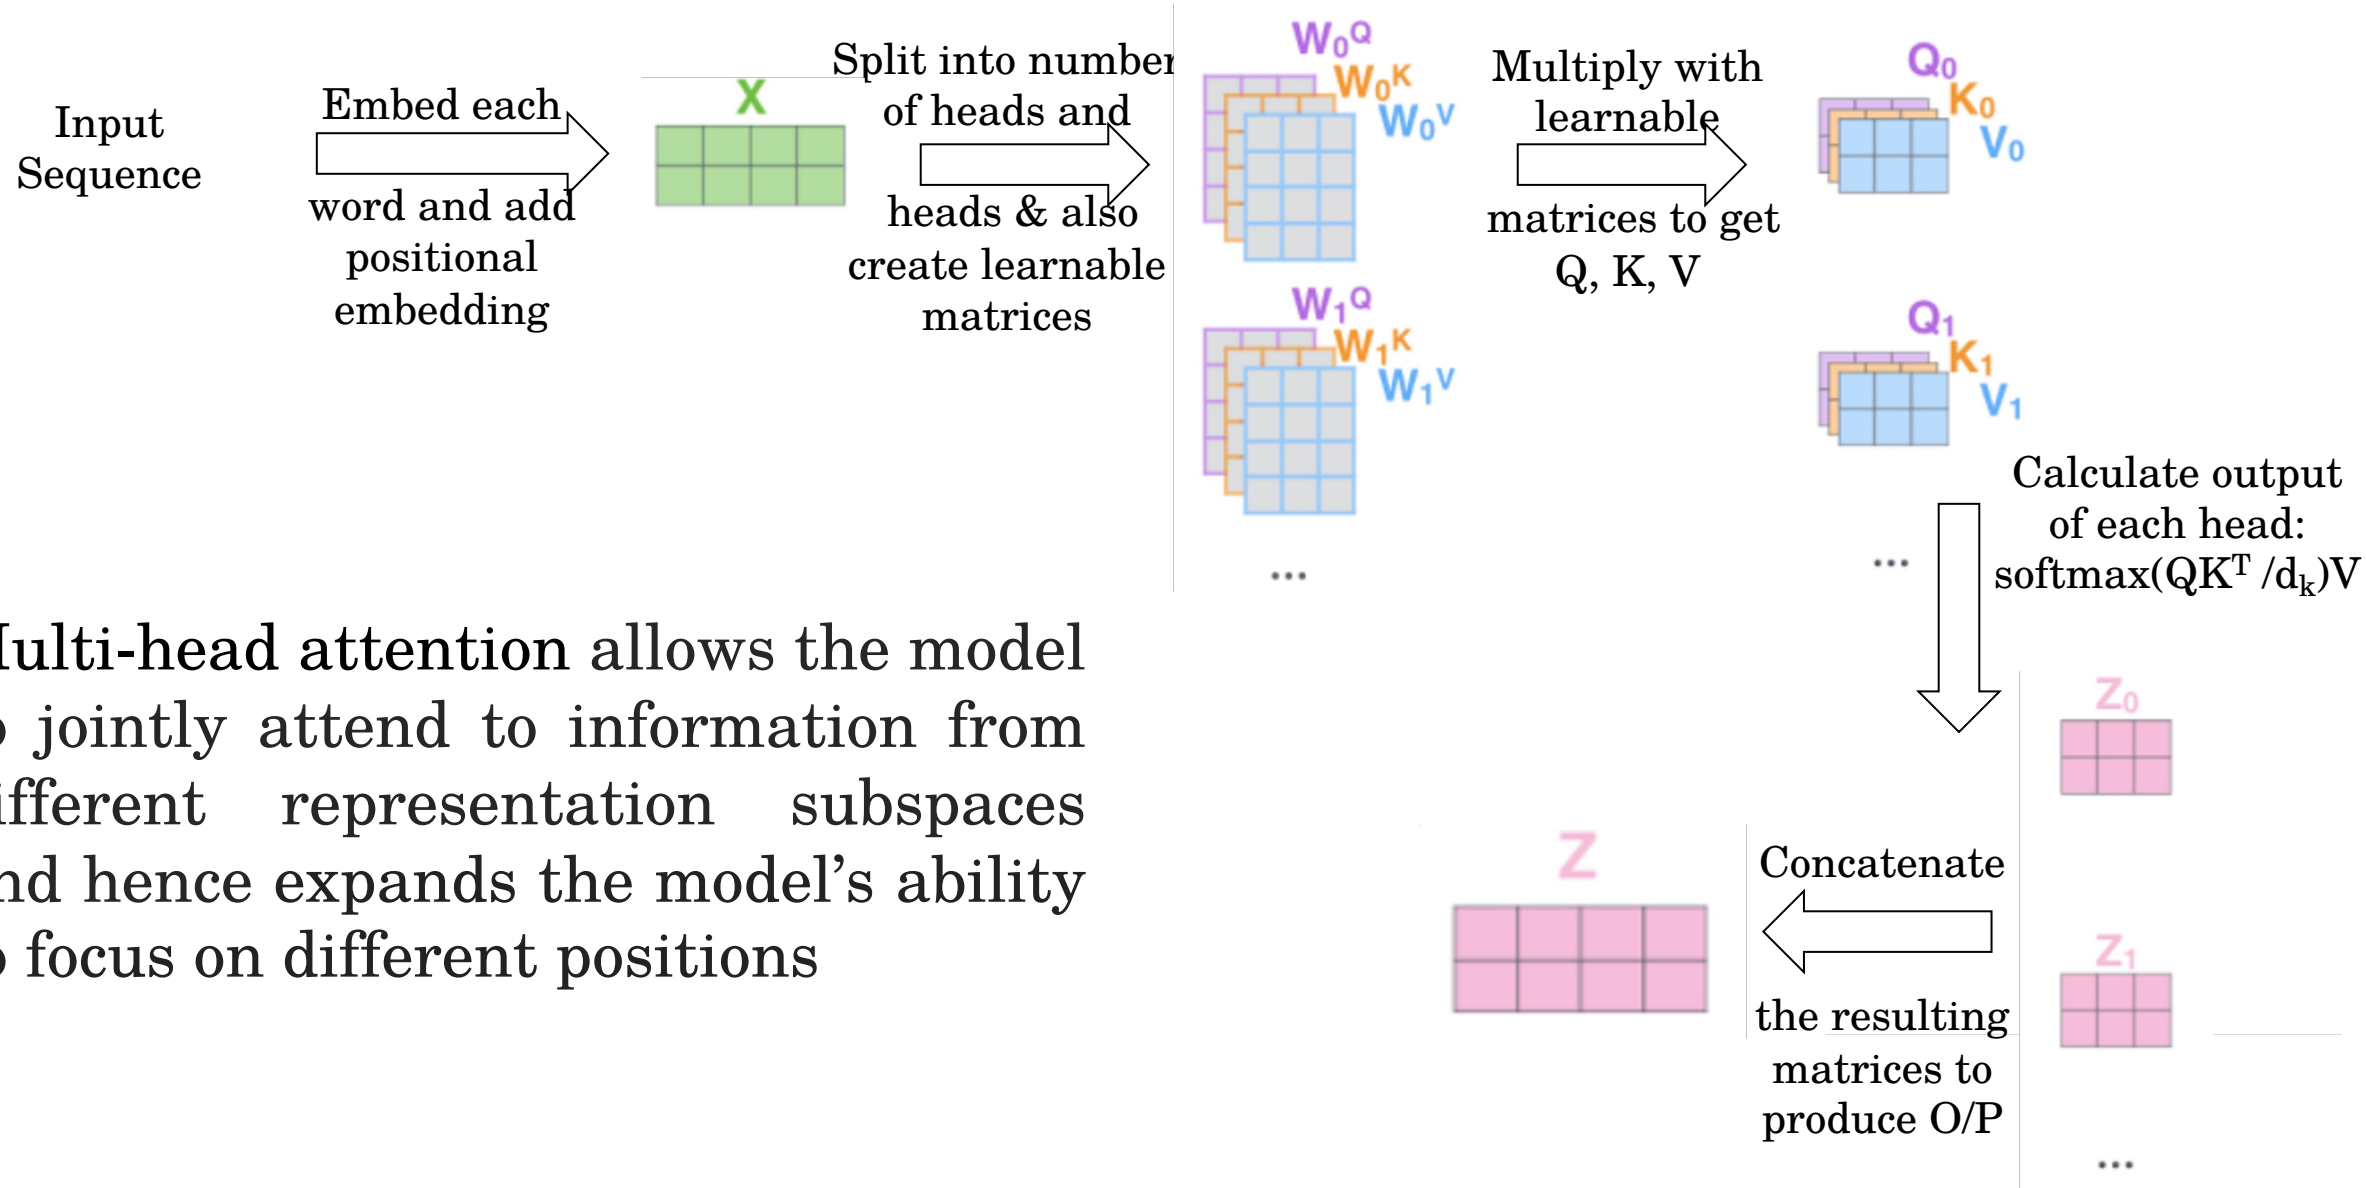 Input
Sequence
Embed each
word and add
positional
embedding
X
Split into number
of heads and
heads & also
create learnable
matrices
W₀Q
W₀K
W₀V
W₁Q
W₁K
W₁V
...
Multiply with
learnable
matrices to get
Q, K, V
Q₀
K₀
V₀
Q₁
K₁
V₁
...
Calculate output
of each head:
softmax(QKᵀ /dₖ)V
Z₀
Z₁
...
Concatenate
the resulting
matrices to
produce O/P
Z
ulti-head attention allows the model
o jointly attend to information from
ifferent representation subspaces
nd hence expands the model’s ability
o focus on different positions